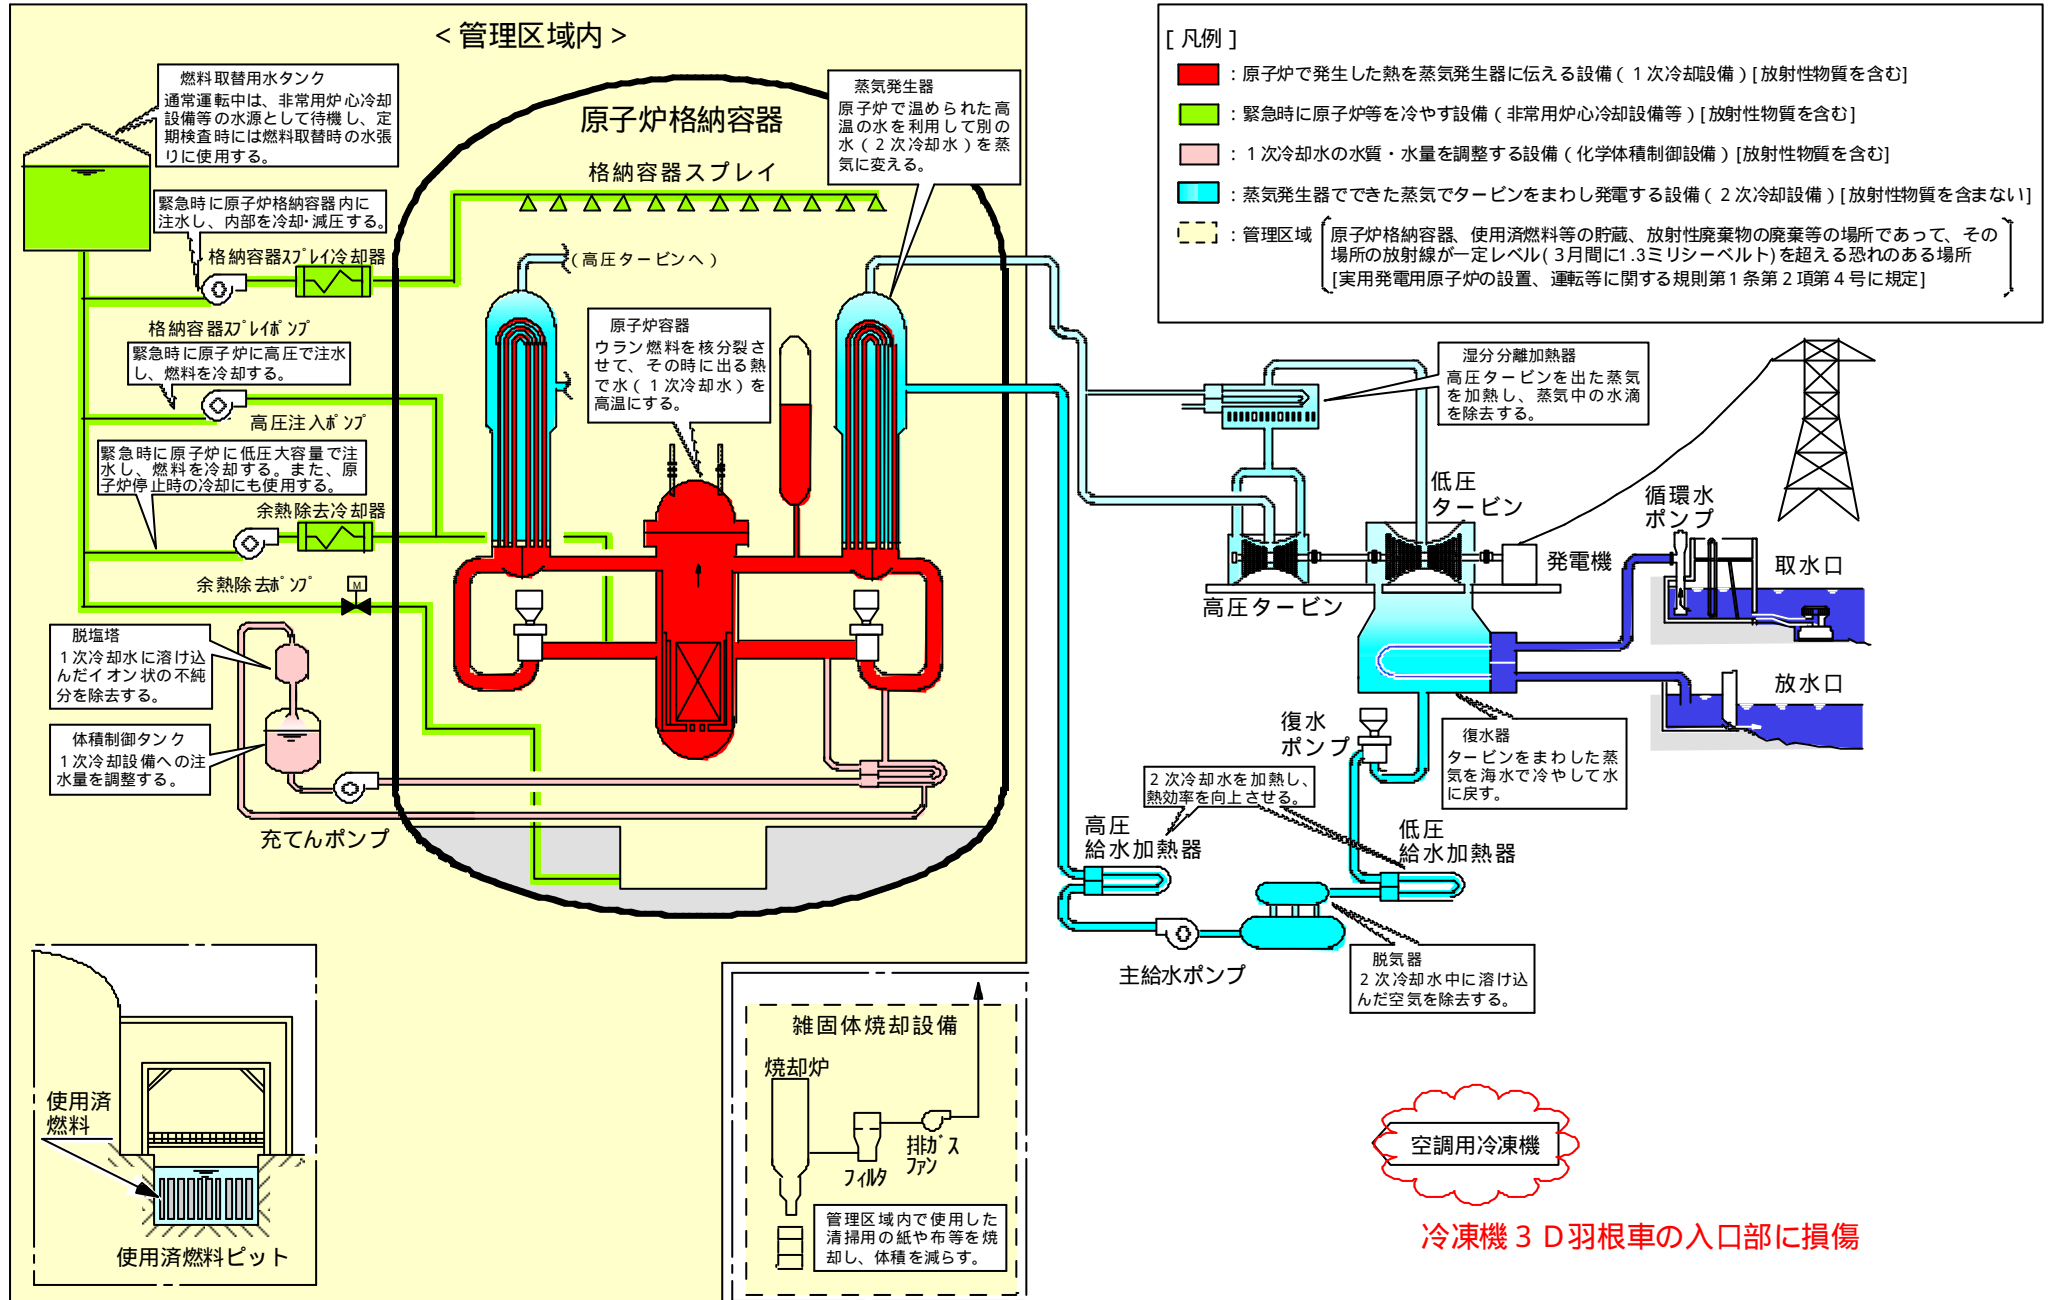 ＜管理区域内＞
燃料取替用水タンク
通常運転中は、非常用炉心冷却
設備等の水源として待機し、定
期検査時には燃料取替時の水張
りに使用する。
原子炉格納容器
格納容器スプレイ
蒸気発生器
原子炉で温められた高
温の水を利用して別の
水（２次冷却水）を蒸
気に変える。
緊急時に原子炉格納容器内に
注水し、内部を冷却･減圧する。
格納容器ｽﾌﾟﾚｲ冷却器
（高圧タービンへ）
格納容器ｽﾌﾟﾚｲﾎﾟﾝﾌﾟ
緊急時に原子炉に高圧で注水
し、燃料を冷却する。
高圧注入ﾎﾟﾝﾌﾟ
原子炉容器
ウラン燃料を核分裂さ
せて、その時に出る熱
で水（１次冷却水）を
高温にする。
緊急時に原子炉に低圧大容量で注
水し、燃料を冷却する。また、原
子炉停止時の冷却にも使用する。
余熱除去冷却器
余熱除去ﾎﾟﾝﾌﾟ
M
脱塩塔
１次冷却水に溶け込
んだイオン状の不純
分を除去する。
体積制御タンク
１次冷却設備への注
水量を調整する。
充てんポンプ
[凡例]
：原子炉で発生した熱を蒸気発生器に伝える設備（１次冷却設備）[放射性物質を含む]
：緊急時に原子炉等を冷やす設備（非常用炉心冷却設備等）[放射性物質を含む]
：１次冷却水の水質・水量を調整する設備（化学体積制御設備）[放射性物質を含む]
：蒸気発生器でできた蒸気でタービンをまわし発電する設備（２次冷却設備）[放射性物質を含まない]
：管理区域
原子炉格納容器、使用済燃料等の貯蔵、放射性廃棄物の廃棄等の場所であって、その
場所の放射線が一定レベル(３月間に1.3ミリシーベルト)を超える恐れのある場所
[実用発電用原子炉の設置、運転等に関する規則第１条第２項第４号に規定]
湿分分離加熱器
高圧タービンを出た蒸気
を加熱し、蒸気中の水滴
を除去する。
低圧
タービン
高圧タービン
発電機
循環水
ポンプ
取水口
放水口
復水
ポンプ
復水器
タービンをまわした蒸
気を海水で冷やして水
に戻す。
２次冷却水を加熱し、
熱効率を向上させる。
高圧
給水加熱器
低圧
給水加熱器
主給水ポンプ
脱気器
２次冷却水中に溶け込
んだ空気を除去する。
使用済
燃料
使用済燃料ピット
雑固体焼却設備
焼却炉
フィルタ
排ｶﾞｽ
ﾌｧﾝ
管理区域内で使用した
清掃用の紙や布等を焼
却し、体積を減らす。
空調用冷凍機
冷凍機３Ｄ羽根車の入口部に損傷